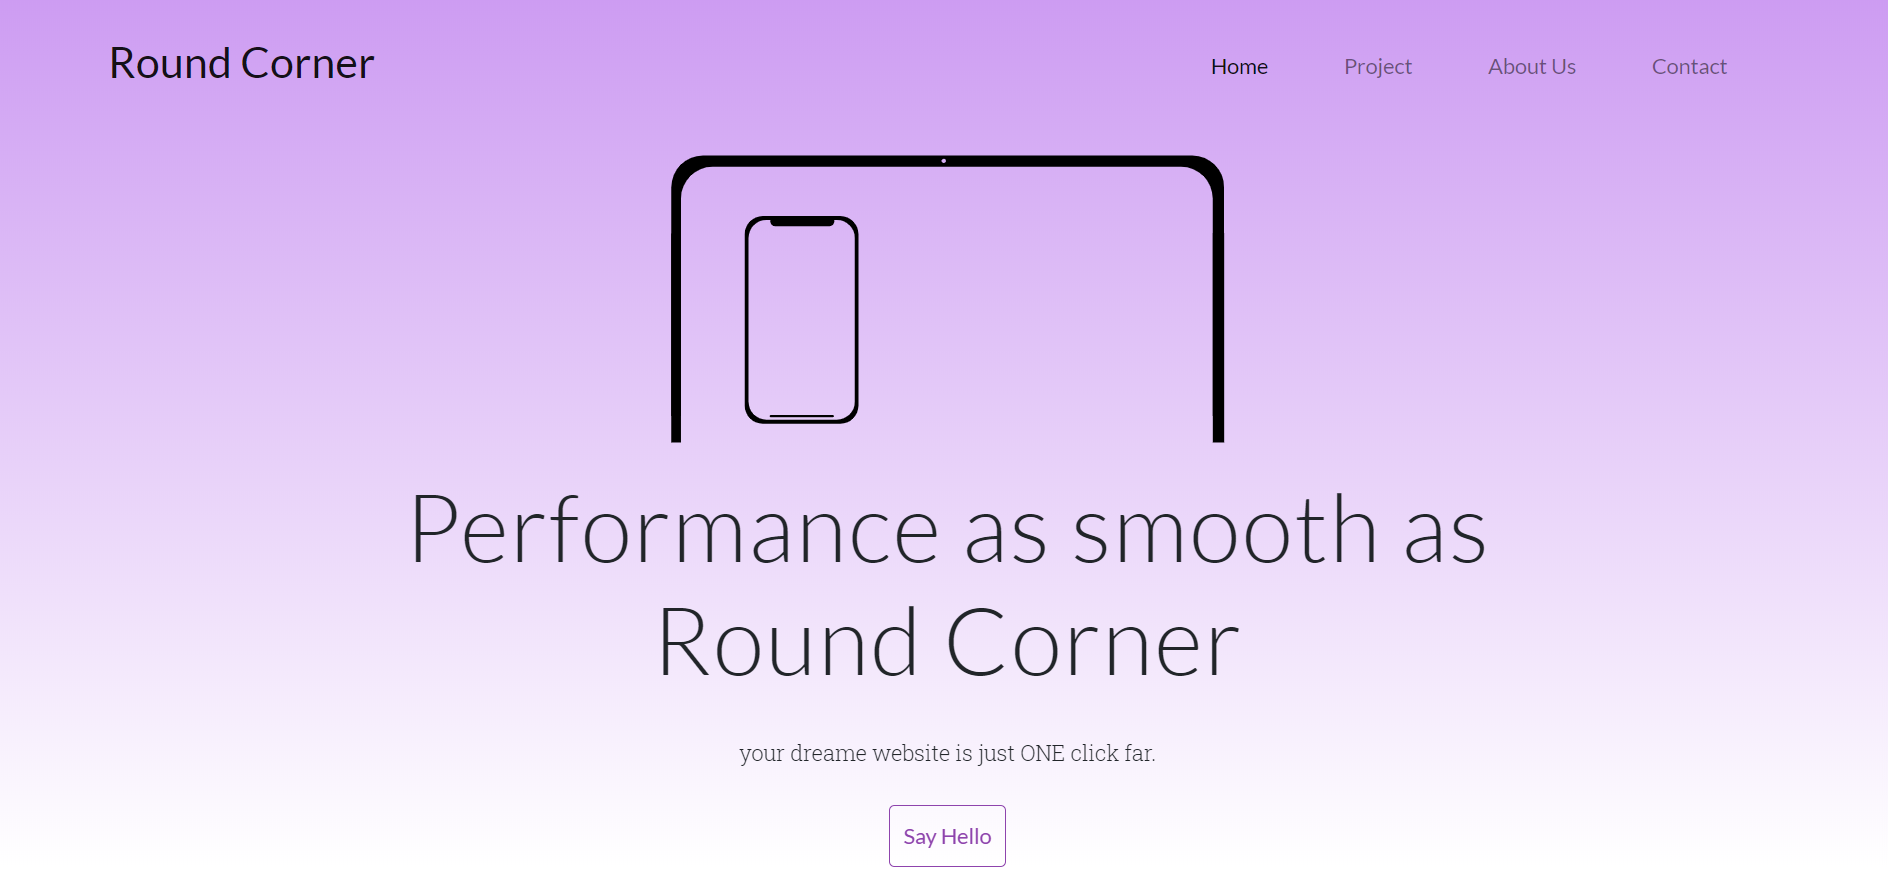 Round Corner
Home Project About Us Contact
Performance as smooth as
Round Corner
your dreame website is just ONE click far.
Say Hello